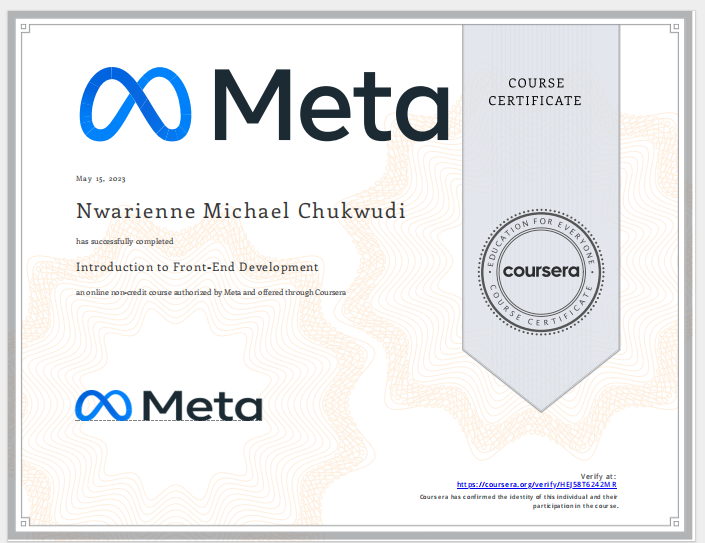 Meta
COURSE
CERTIFICATE
May 15, 2023
Nwarienne Michael Chukwudi
has successfully completed
Introduction to Front-End Development
an online non-credit course authorized by Meta and offered through Coursera
EDUCATION FOR EVERYONE
coursera
COURSE CERTIFICATE
Meta
Verify at:
https://coursera.org/verify/HEJ58T6242MR
Coursera has confirmed the identity of this individual and their
participation in the course.